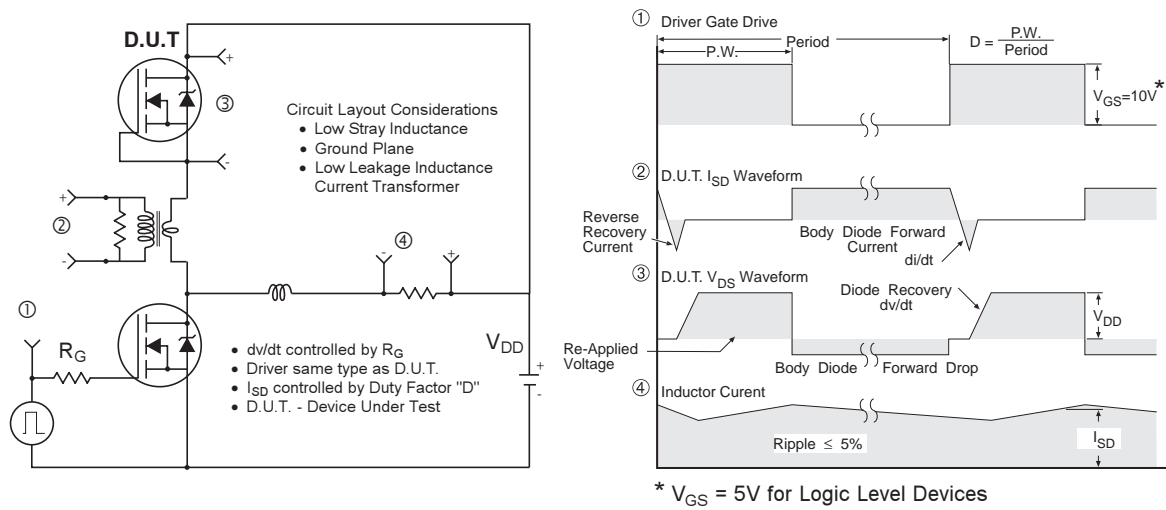 D.U.T
+
③
-
Circuit Layout Considerations
• Low Stray Inductance
• Ground Plane
• Low Leakage Inductance
Current Transformer
+
②
-
④
-
+
①
R_G
• dv/dt controlled by R_G
• Driver same type as D.U.T.
• I_SD controlled by Duty Factor "D"
• D.U.T. - Device Under Test
V_DD
+
-
① Driver Gate Drive
P.W.
Period
D = P.W. / Period
V_GS=10V *
② D.U.T. I_SD Waveform
Reverse
Recovery
Current
Body Diode Forward
Current
di/dt
③ D.U.T. V_DS Waveform
Diode Recovery
dv/dt
V_DD
Re-Applied
Voltage
Body Diode Forward Drop
④ Inductor Curent
Ripple ≤ 5%
I_SD
* V_GS = 5V for Logic Level Devices